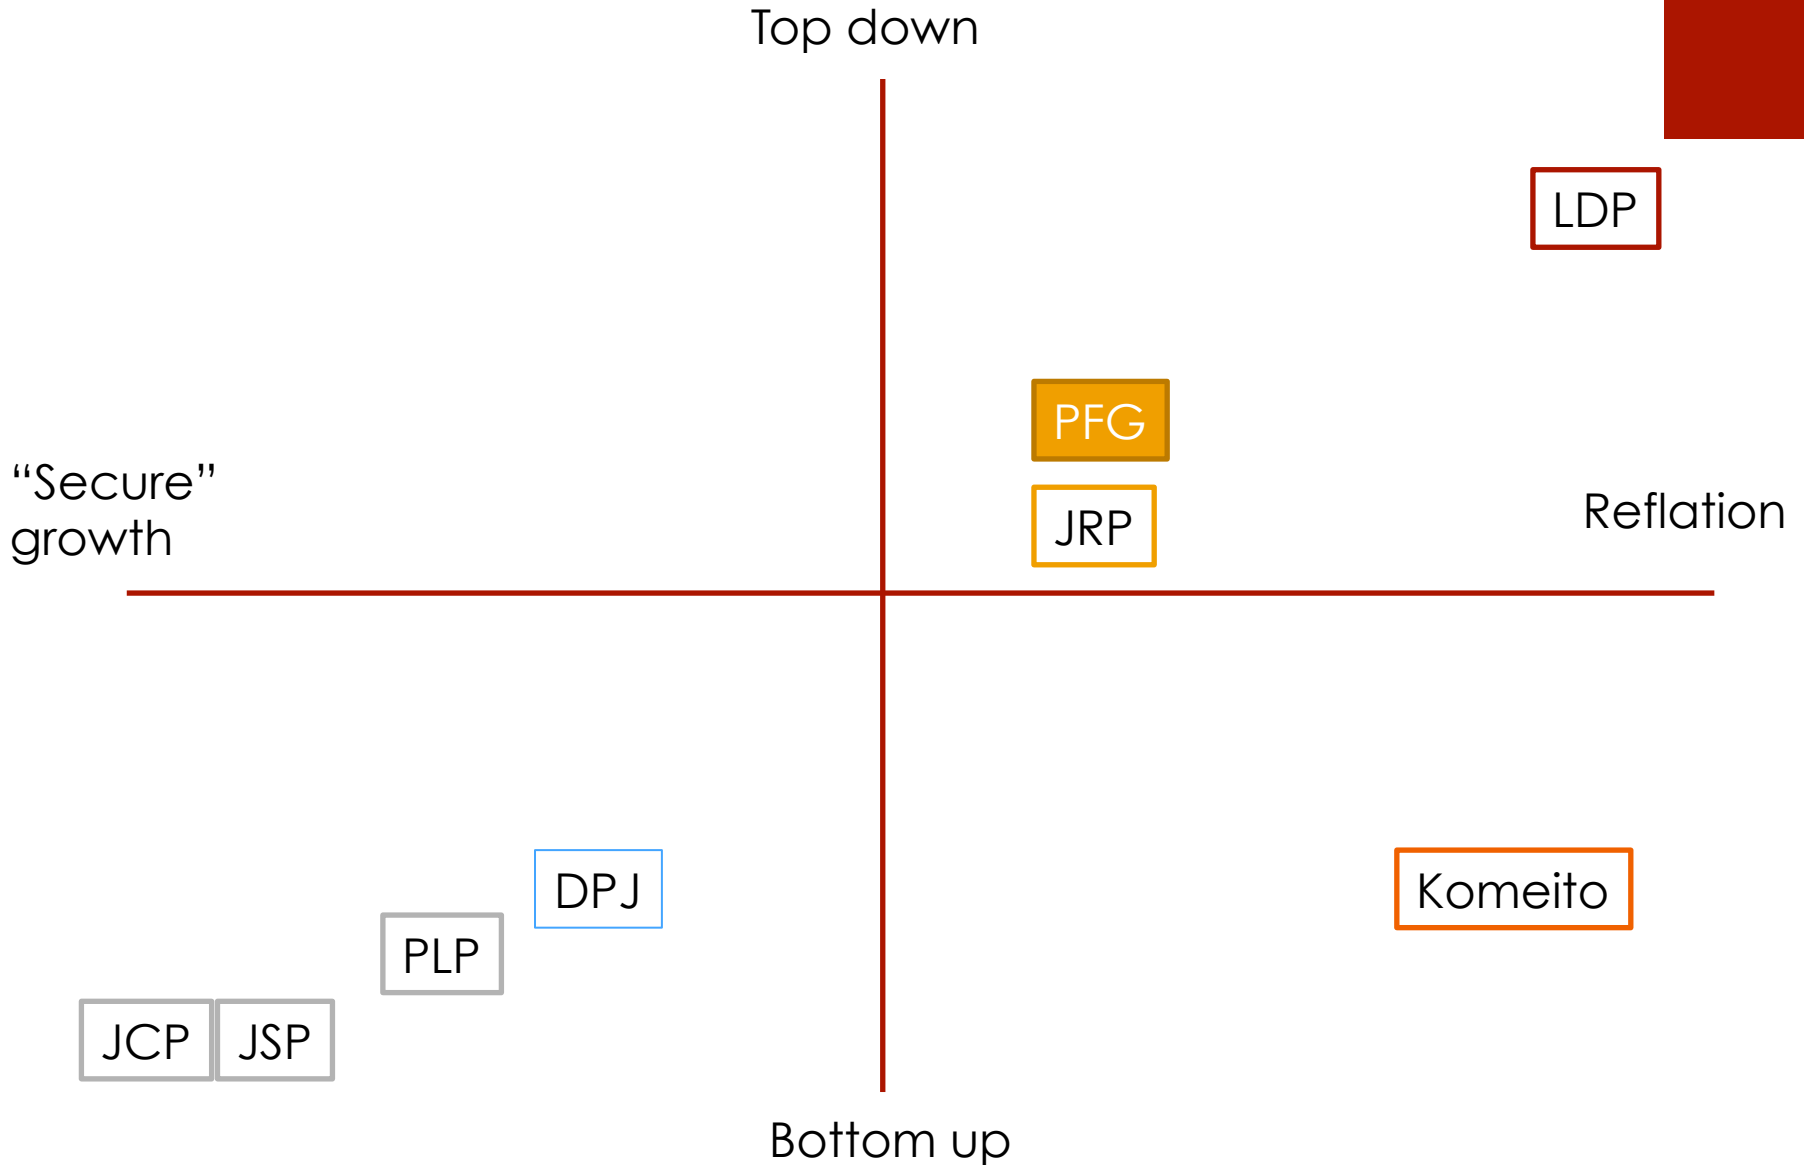 Top down
LDP
PFG
“Secure”
growth
JRP
Reflation
DPJ
Komeito
PLP
JCP
JSP
Bottom up